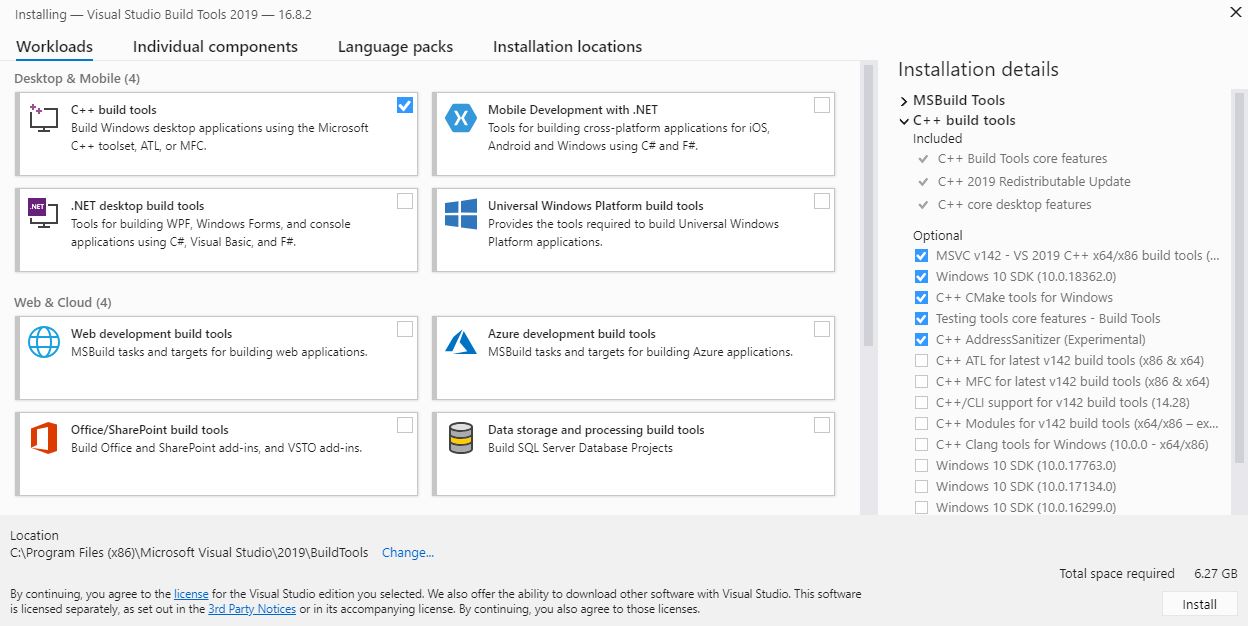 Installing — Visual Studio Build Tools 2019 — 16.8.2
Workloads
Individual components
Language packs
Installation locations
Desktop & Mobile (4)
C++ build tools
Build Windows desktop applications using the Microsoft
C++ toolset, ATL, or MFC.
Mobile Development with .NET
Tools for building cross-platform applications for iOS,
Android and Windows using C# and F#.
.NET
.NET desktop build tools
Tools for building WPF, Windows Forms, and console
applications using C#, Visual Basic, and F#.
Universal Windows Platform build tools
Provides the tools required to build Universal Windows
Platform applications.
Web & Cloud (4)
Web development build tools
MSBuild tasks and targets for building web applications.
Azure development build tools
MSBuild tasks and targets for building Azure applications.
Office/SharePoint build tools
Build Office and SharePoint add-ins, and VSTO add-ins.
Data storage and processing build tools
Build SQL Server Database Projects
Installation details
MSBuild Tools
C++ build tools
Included
C++ Build Tools core features
C++ 2019 Redistributable Update
C++ core desktop features
Optional
MSVC v142 - VS 2019 C++ x64/x86 build tools (...
Windows 10 SDK (10.0.18362.0)
C++ CMake tools for Windows
Testing tools core features - Build Tools
C++ AddressSanitizer (Experimental)
C++ ATL for latest v142 build tools (x86 & x64)
C++ MFC for latest v142 build tools (x86 & x64)
C++/CLI support for v142 build tools (14.28)
C++ Modules for v142 build tools (x64/x86 – ex...
C++ Clang tools for Windows (10.0.0 - x64/x86)
Windows 10 SDK (10.0.17763.0)
Windows 10 SDK (10.0.17134.0)
Windows 10 SDK (10.0.16299.0)
Location
C:\Program Files (x86)\Microsoft Visual Studio\2019\BuildTools Change...
Total space required 6.27 GB
By continuing, you agree to the license for the Visual Studio edition you selected. We also offer the ability to download other software with Visual Studio. This software
is licensed separately, as set out in the 3rd Party Notices or in its accompanying license. By continuing, you also agree to those licenses.
Install